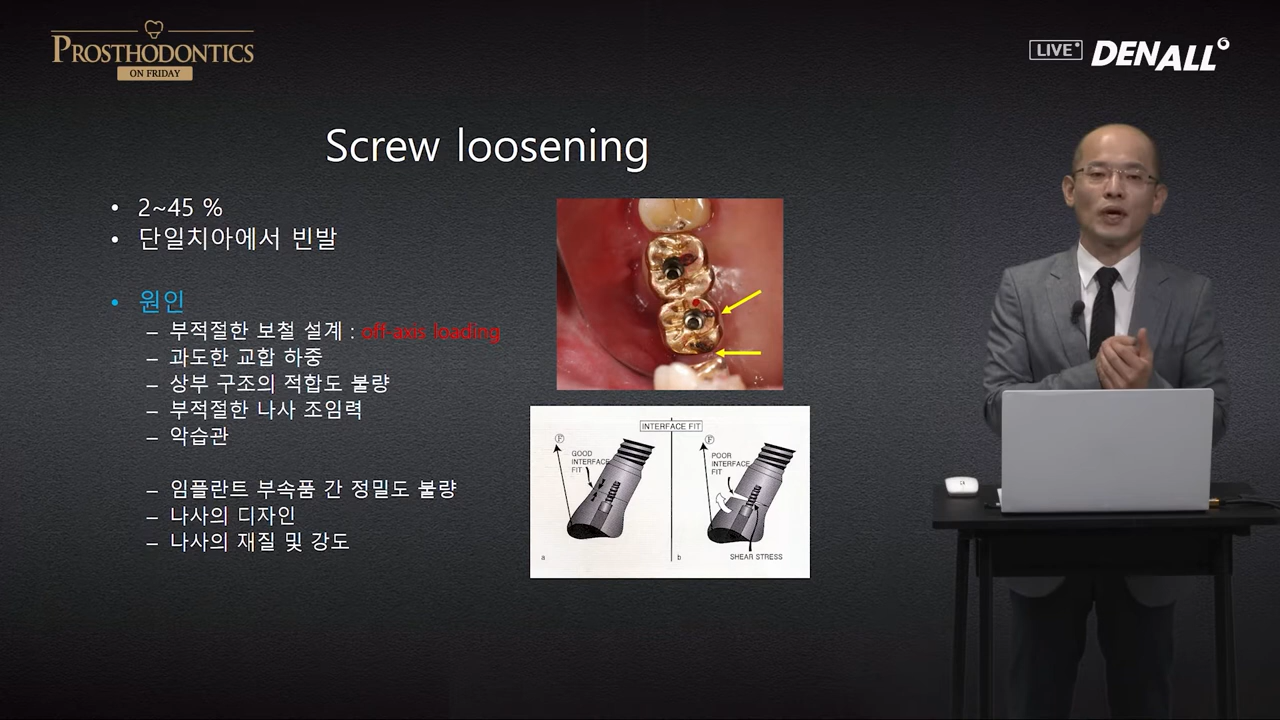 PROSTHODONTICS
ON FRIDAY
LIVE
DENALL
Screw loosening
• 2~45 %
• 단일치아에서 빈발
• 원인
– 부적절한 보철 설계 : off-axis loading
– 과도한 교합 하중
– 상부 구조의 적합도 불량
– 부적절한 나사 조임력
– 악습관
– 임플란트 부속품 간 정밀도 불량
– 나사의 디자인
– 나사의 재질 및 강도
INTERFACE FIT
F
GOOD
INTERFACE
FIT
a
F
POOR
INTERFACE
FIT
SHEAR STRESS
b